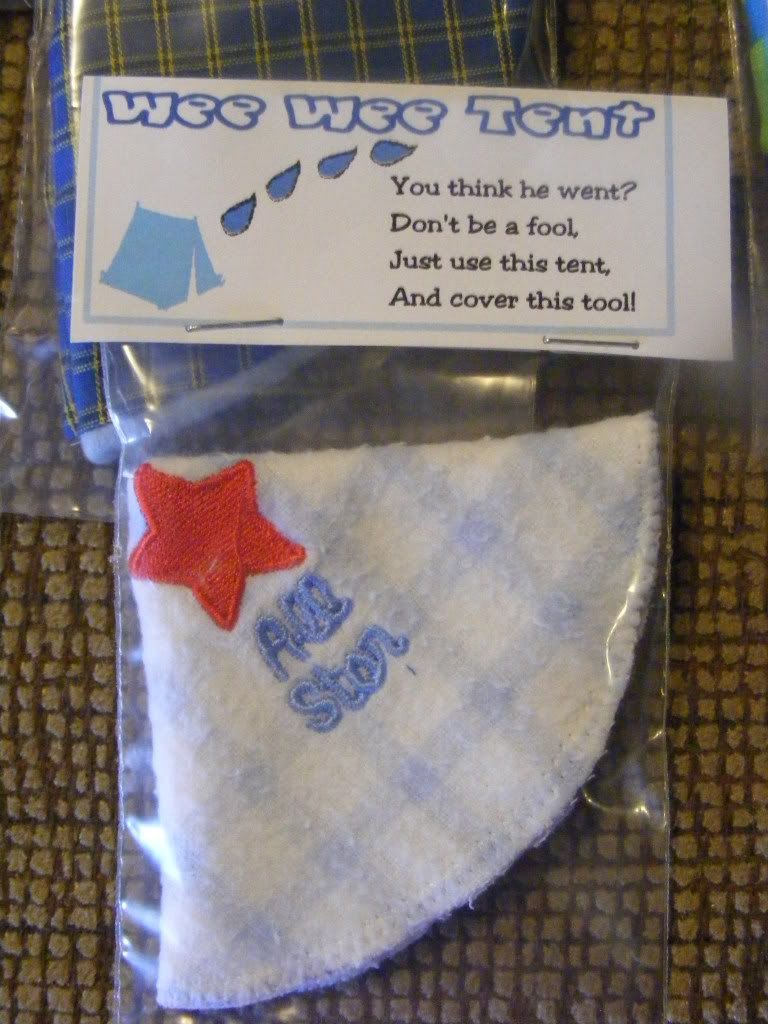 Wee Wee Tent
You think he went?
Don't be a fool,
Just use this tent,
And cover this tool!
All
Star